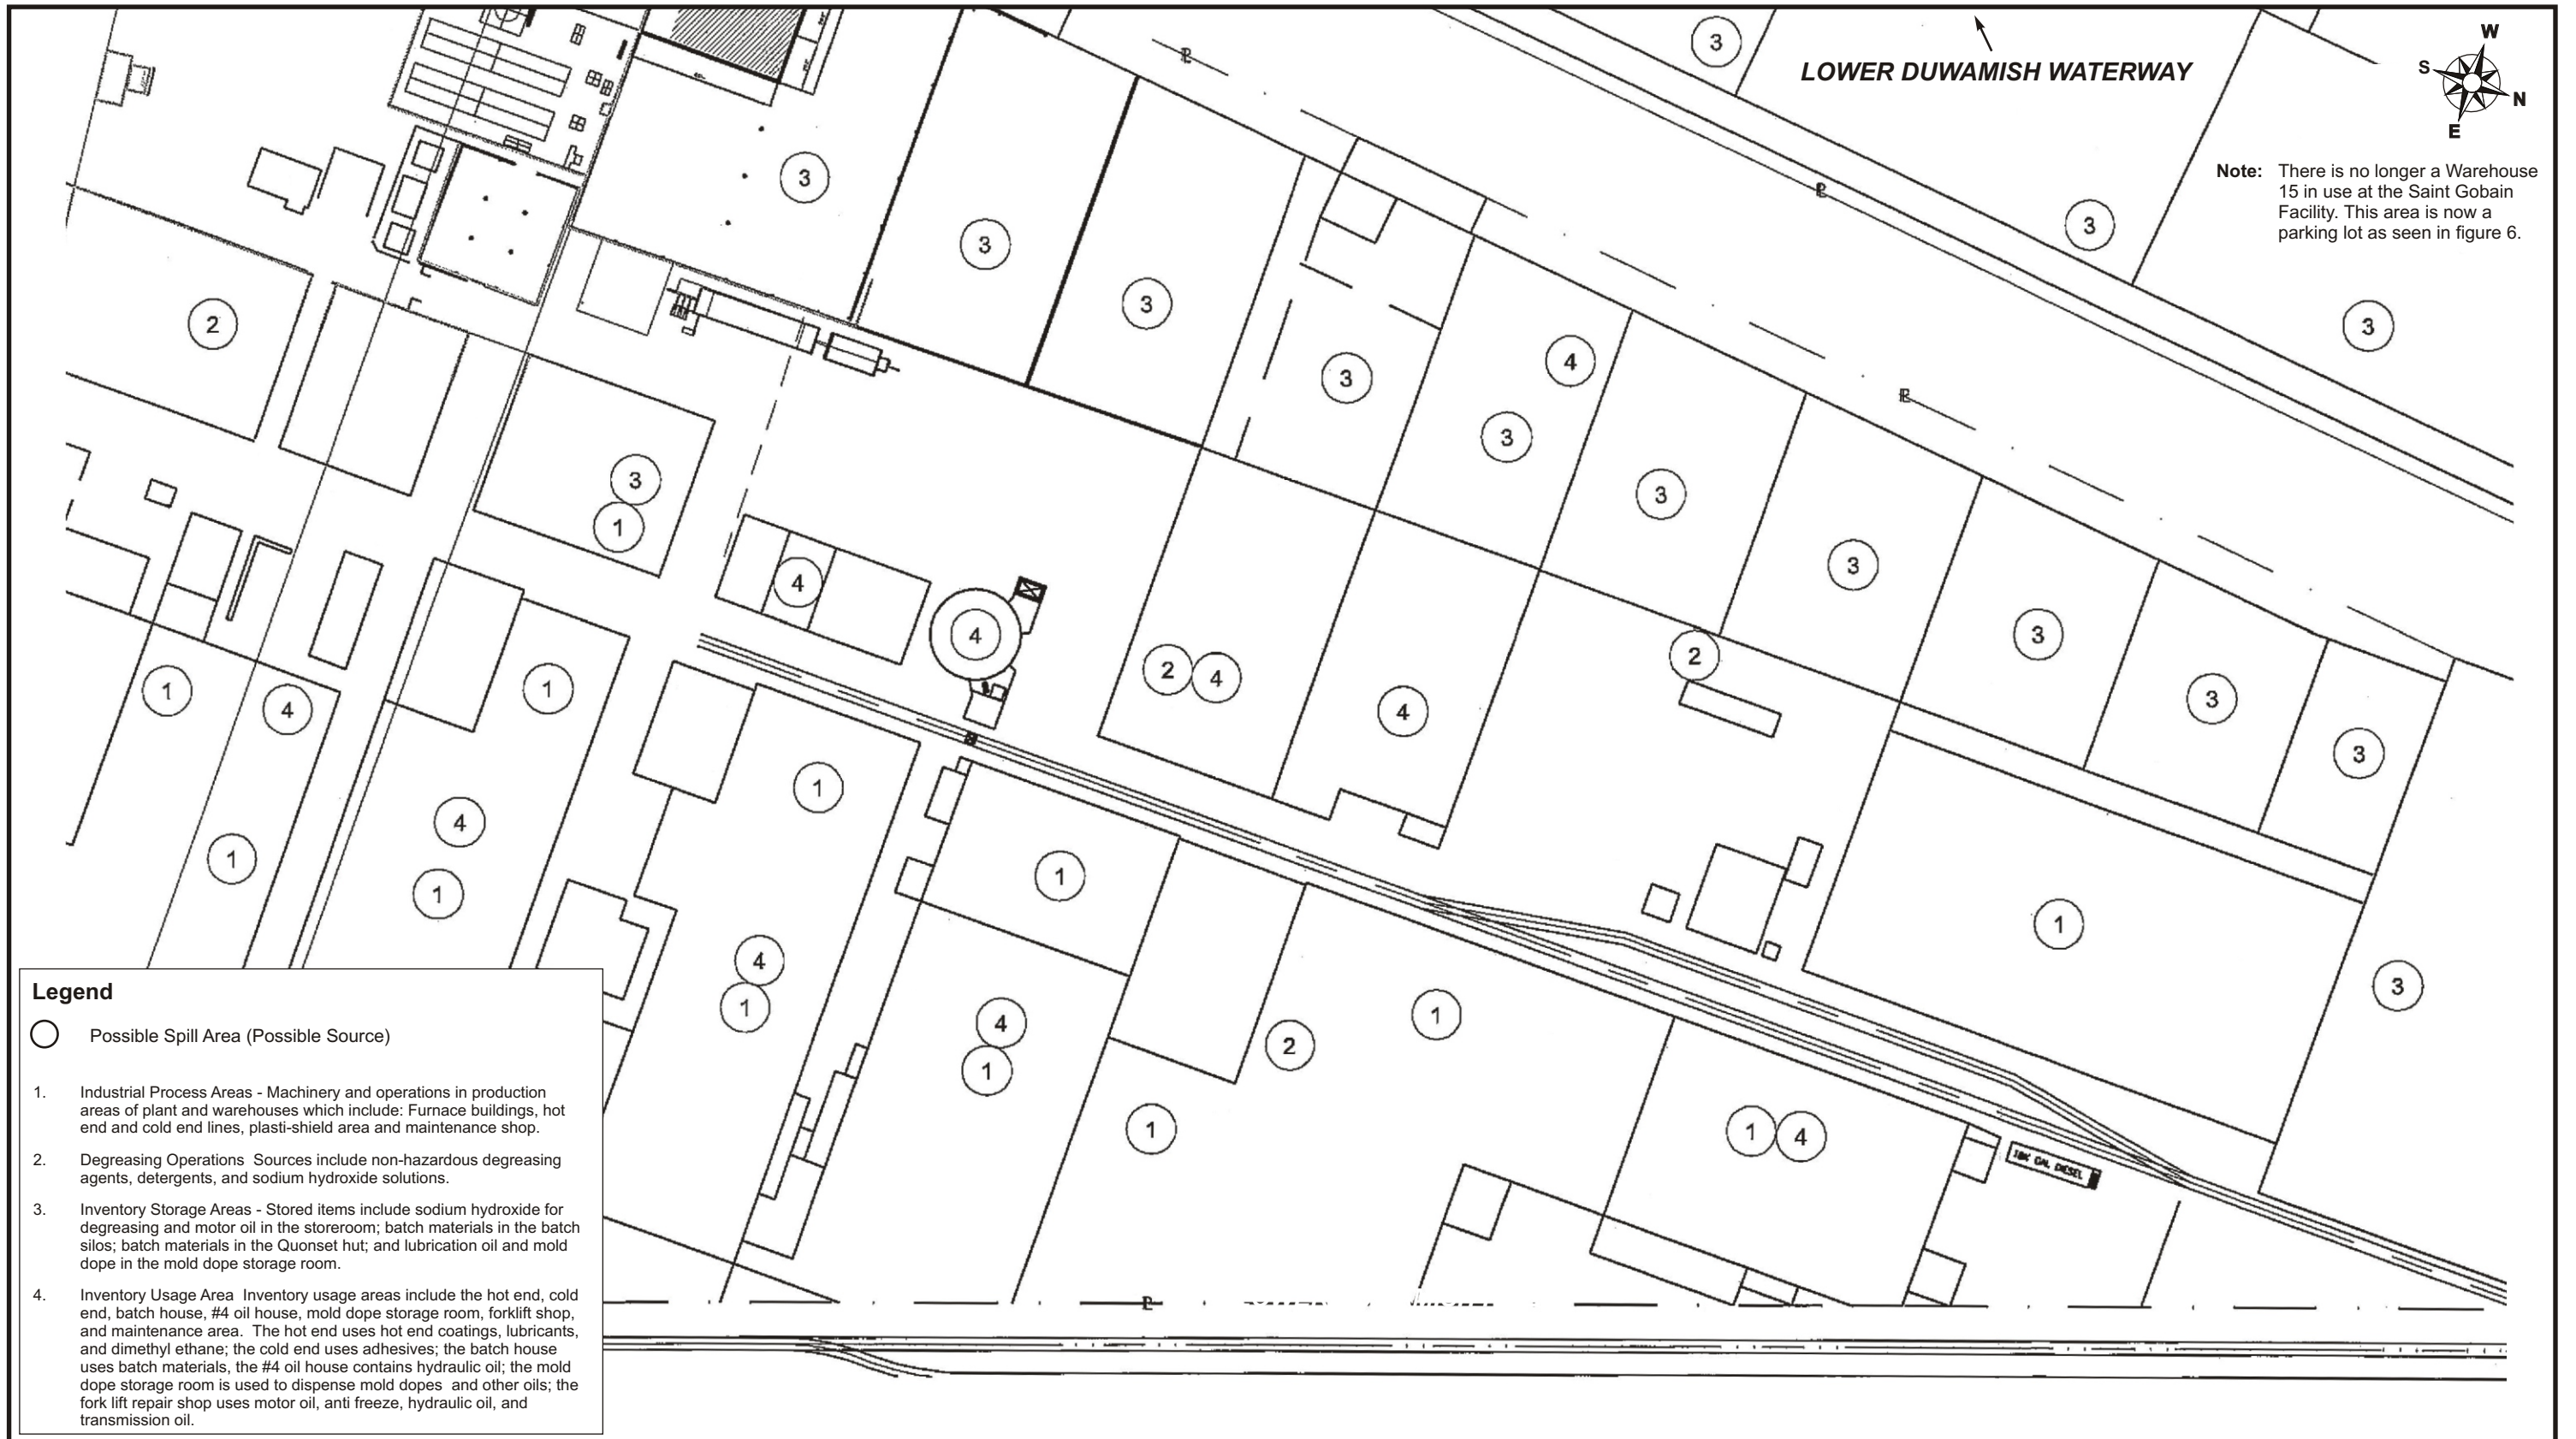 LOWER DUWAMISH WATERWAY
W
S
N
E
Note: There is no longer a Warehouse
15 in use at the Saint Gobain
Facility. This area is now a
parking lot as seen in figure 6.
3
3
3
3
3
3
3
3
4
3
3
3
3
3
3
3
2
3
1
4
4
2
4
4
2
1
4
1
1
4
1
1
4
1
1
4
1
1
2
1
1
4
1
18K GAL DIESEL
Legend
Possible Spill Area (Possible Source)
1. Industrial Process Areas - Machinery and operations in production
areas of plant and warehouses which include: Furnace buildings, hot
end and cold end lines, plasti-shield area and maintenance shop.
2. Degreasing Operations Sources include non-hazardous degreasing
agents, detergents, and sodium hydroxide solutions.
3. Inventory Storage Areas - Stored items include sodium hydroxide for
degreasing and motor oil in the storeroom; batch materials in the batch
silos; batch materials in the Quonset hut; and lubrication oil and mold
dope in the mold dope storage room.
4. Inventory Usage Area Inventory usage areas include the hot end, cold
end, batch house, #4 oil house, mold dope storage room, forklift shop,
and maintenance area. The hot end uses hot end coatings, lubricants,
and dimethyl ethane; the cold end uses adhesives; the batch house
uses batch materials, the #4 oil house contains hydraulic oil; the mold
dope storage room is used to dispense mold dopes and other oils; the
fork lift repair shop uses motor oil, anti freeze, hydraulic oil, and
transmission oil.